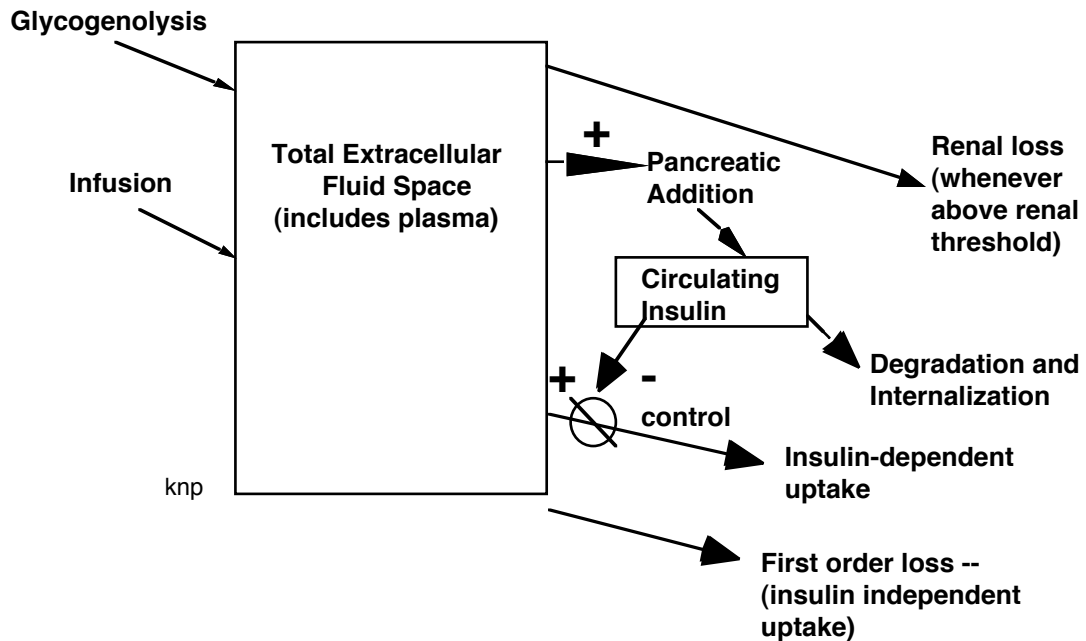 Glycogenolysis
Infusion
Total Extracellular
Fluid Space
(includes plasma)
+
Pancreatic
Addition
Renal loss
(whenever
above renal
threshold)
Circulating
Insulin
Degradation and
Internalization
+ -
control
Insulin-dependent
uptake
knp
First order loss --
(insulin independent
uptake)